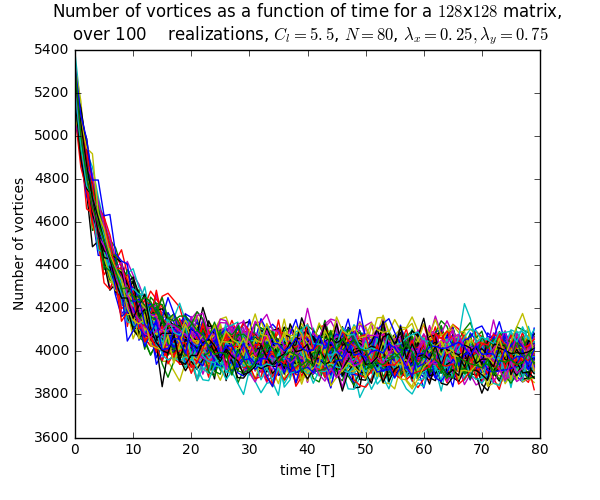 Number of vortices as a function of time for a 128x128 matrix,
over 100    realizations, C_l = 5.5, N = 80, λ_x = 0.25, λ_y = 0.75
5400
5200
5000
4800
4600
4400
4200
4000
3800
3600
Number of vortices
0 10 20 30 40 50 60 70 80
time [T]